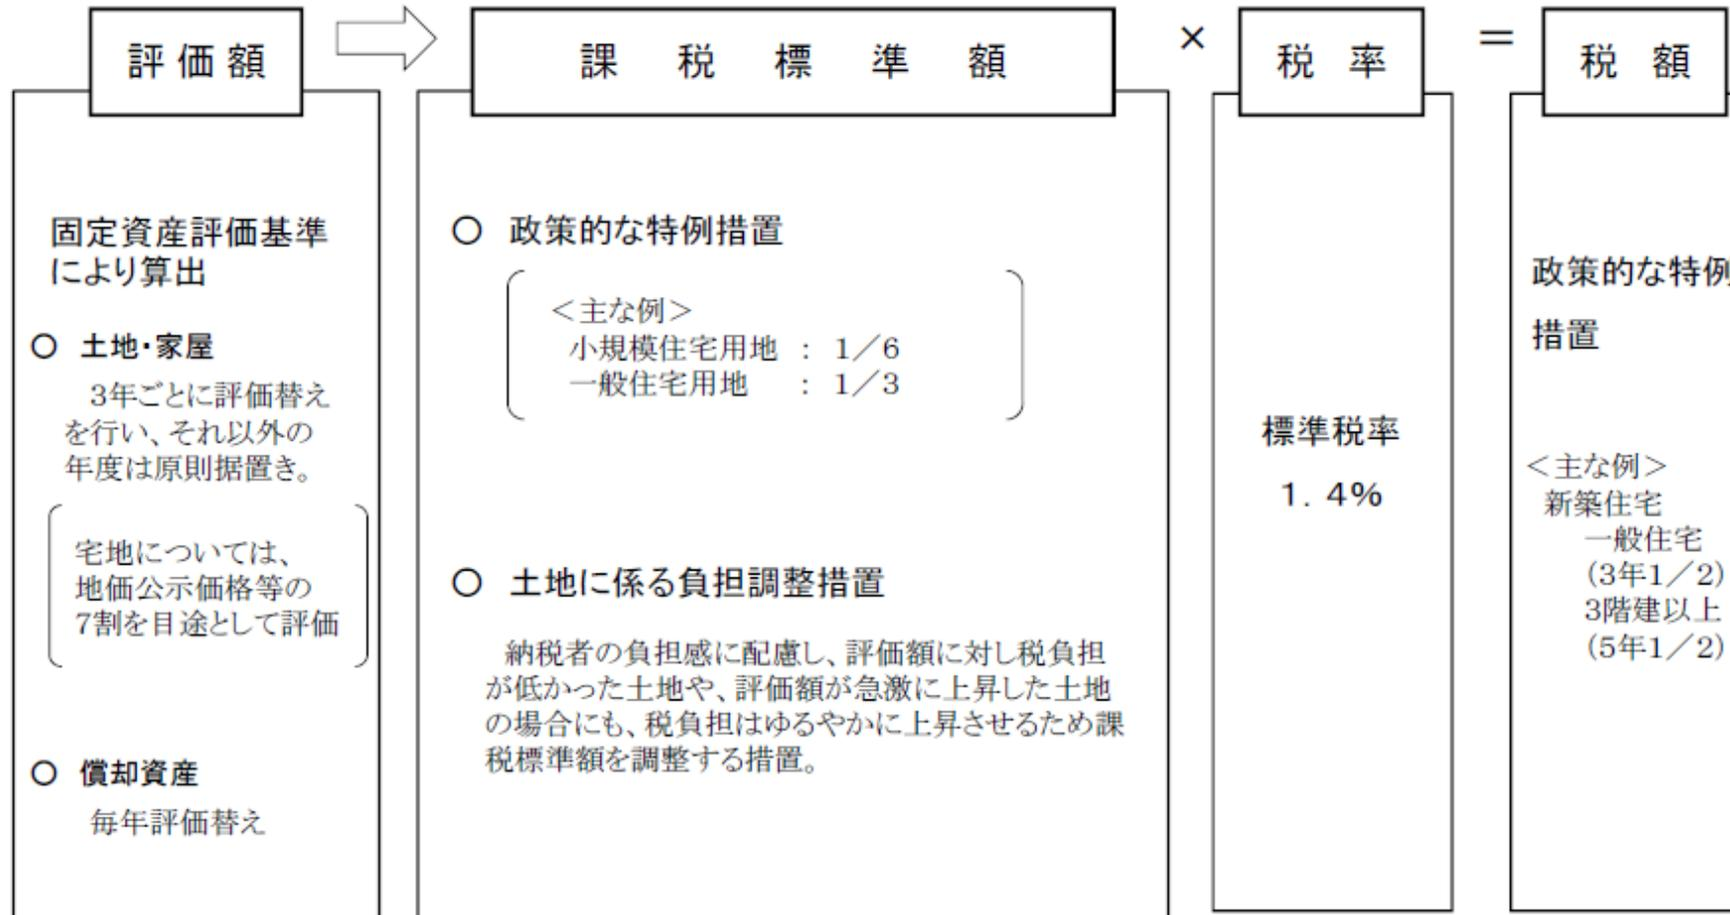 評価額
課税標準額
×
税率
＝
税額
固定資産評価基準
により算出
○ 土地・家屋
3年ごとに評価替え
を行い、それ以外の
年度は原則据置き。
宅地については、
地価公示価格等の
7割を目途として評価
○ 償却資産
毎年評価替え
○ 政策的な特例措置
＜主な例＞
小規模住宅用地 : 1／6
一般住宅用地 : 1／3
○ 土地に係る負担調整措置
納税者の負担感に配慮し、評価額に対し税負担
が低かった土地や、評価額が急激に上昇した土地
の場合にも、税負担はゆるやかに上昇させるため課
税標準額を調整する措置。
標準税率
1．4%
政策的な特例
措置
＜主な例＞
新築住宅
一般住宅
(3年1／2)
3階建以上
(5年1／2)